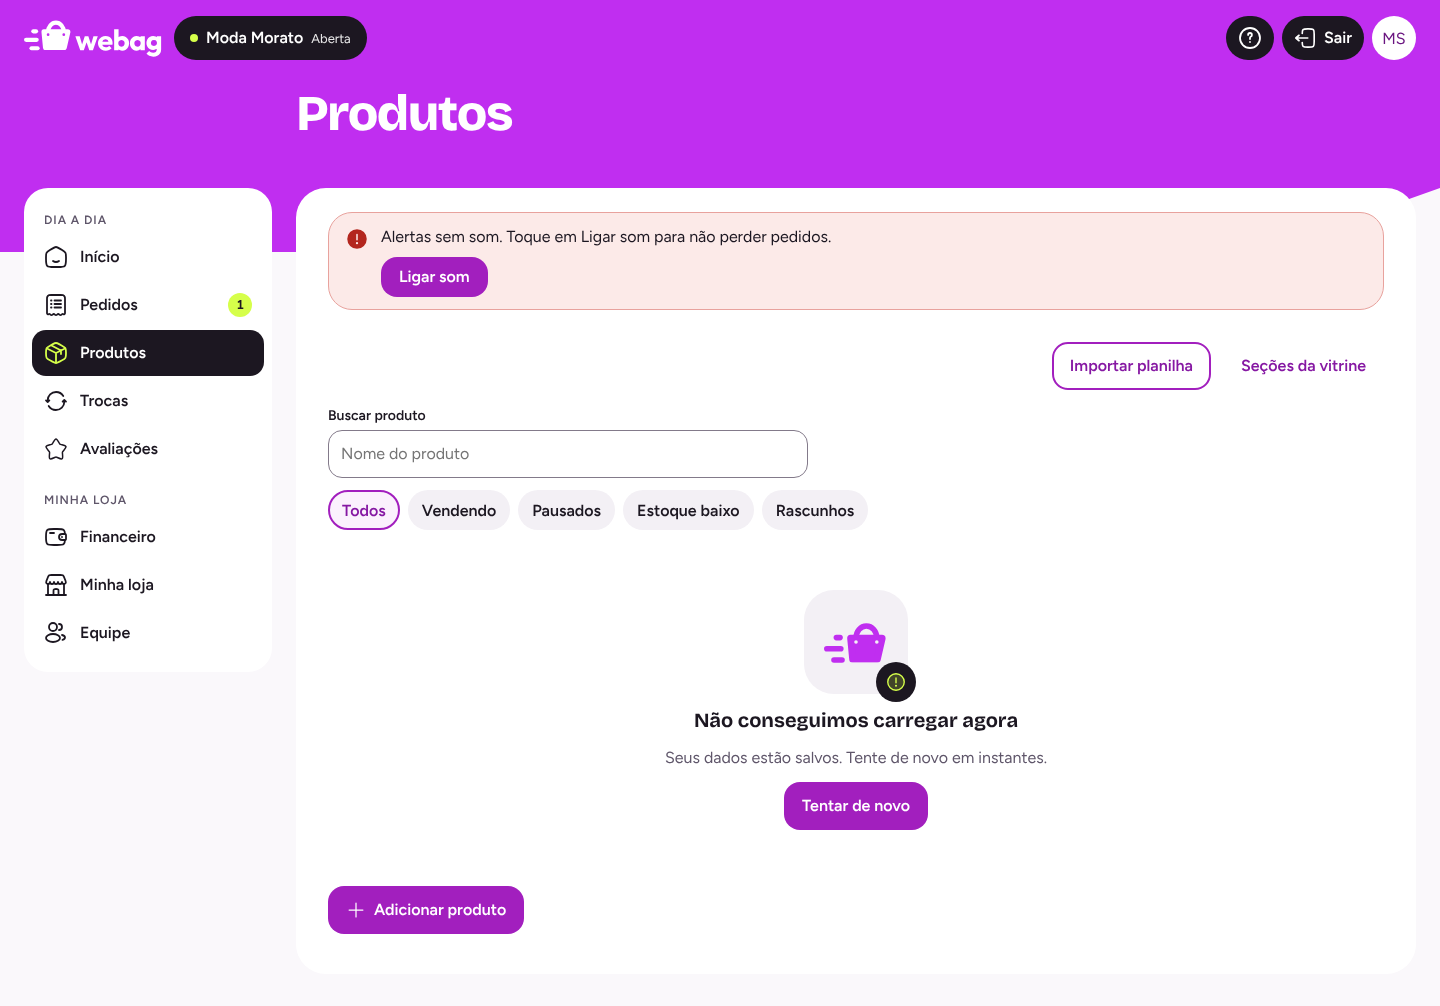 webag
Moda Morato Aberta
Sair
MS
Produtos
DIA A DIA
Início
Pedidos 1
Produtos
Trocas
Avaliações
MINHA LOJA
Financeiro
Minha loja
Equipe
Alertas sem som. Toque em Ligar som para não perder pedidos.
Ligar som
Importar planilha Seções da vitrine
Buscar produto
Nome do produto
Todos Vendendo Pausados Estoque baixo Rascunhos
Não conseguimos carregar agora
Seus dados estão salvos. Tente de novo em instantes.
Tentar de novo
Adicionar produto